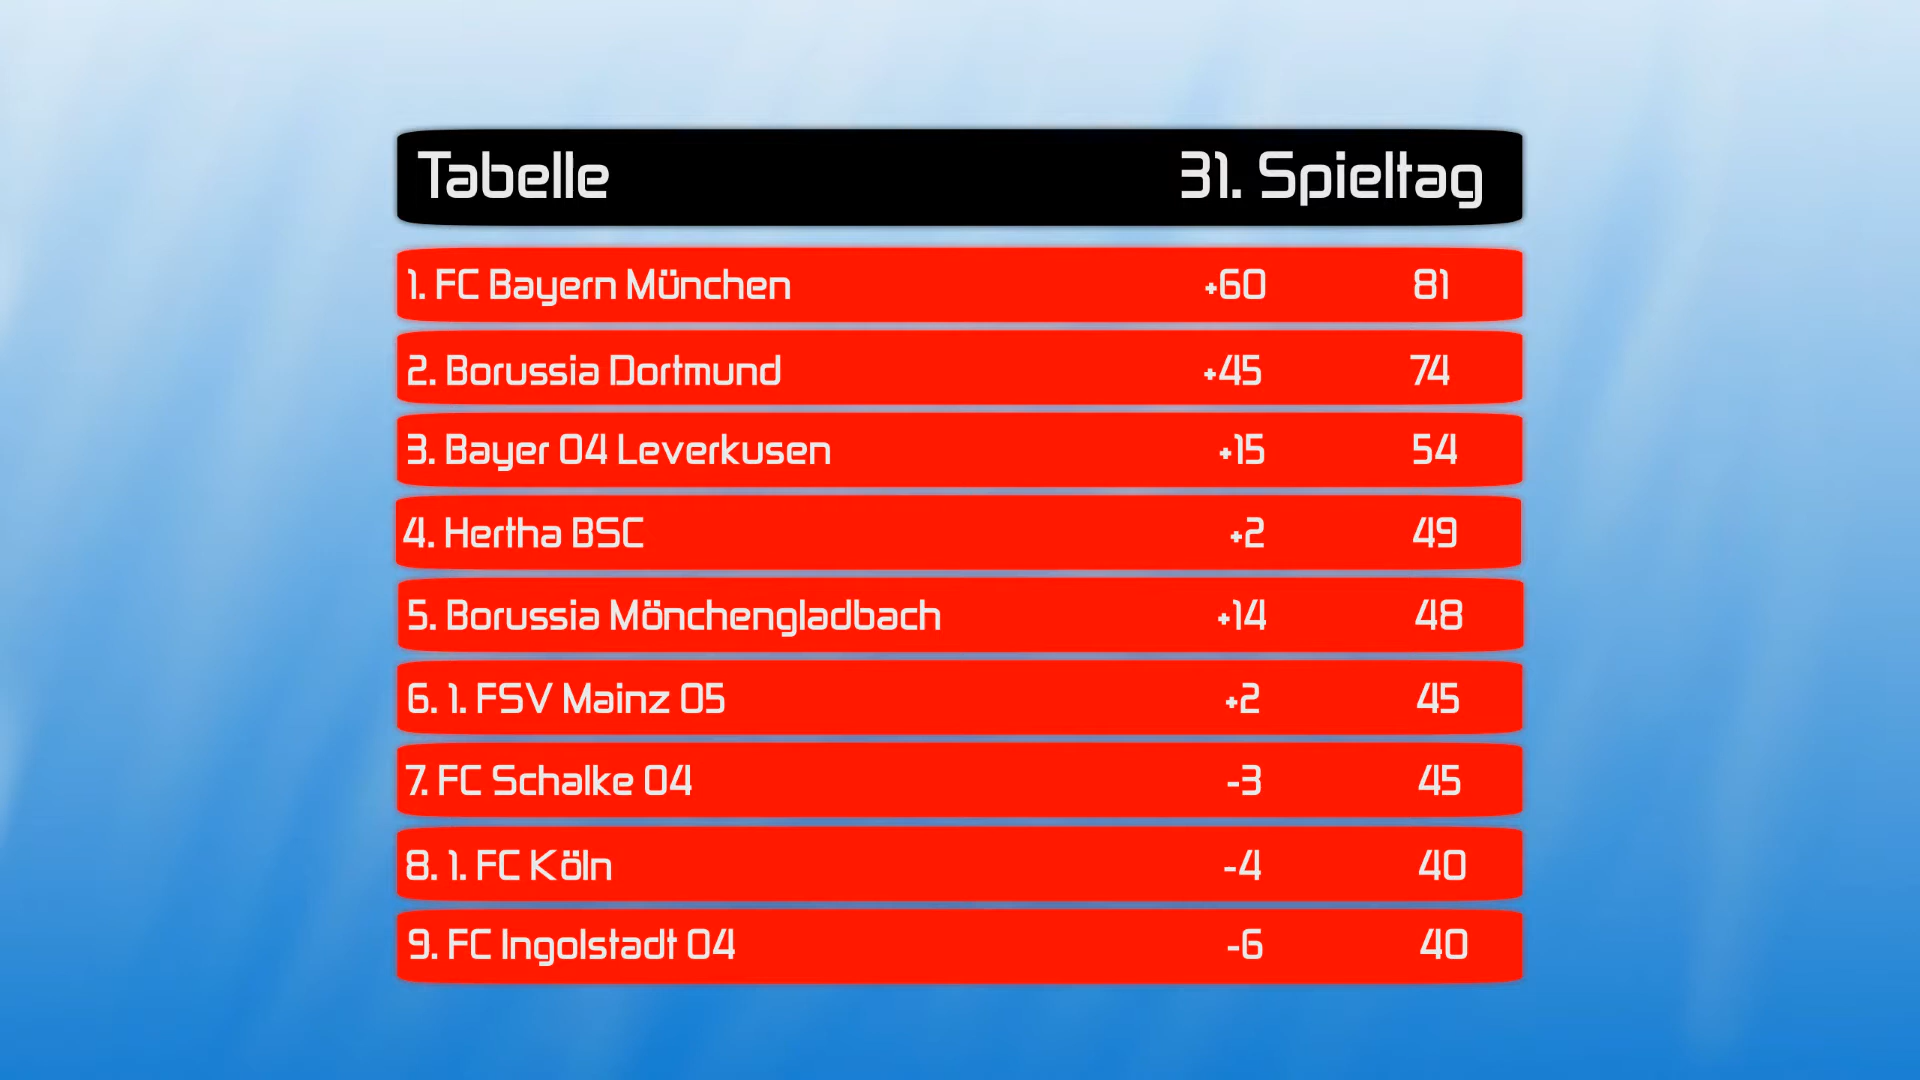 Tabelle 31. Spieltag
1. FC Bayern München +60 81
2. Borussia Dortmund +45 74
3. Bayer 04 Leverkusen +15 54
4. Hertha BSC +2 49
5. Borussia Mönchengladbach +14 48
6. 1. FSV Mainz 05 +2 45
7. FC Schalke 04 -3 45
8. 1. FC Köln -4 40
9. FC Ingolstadt 04 -6 40